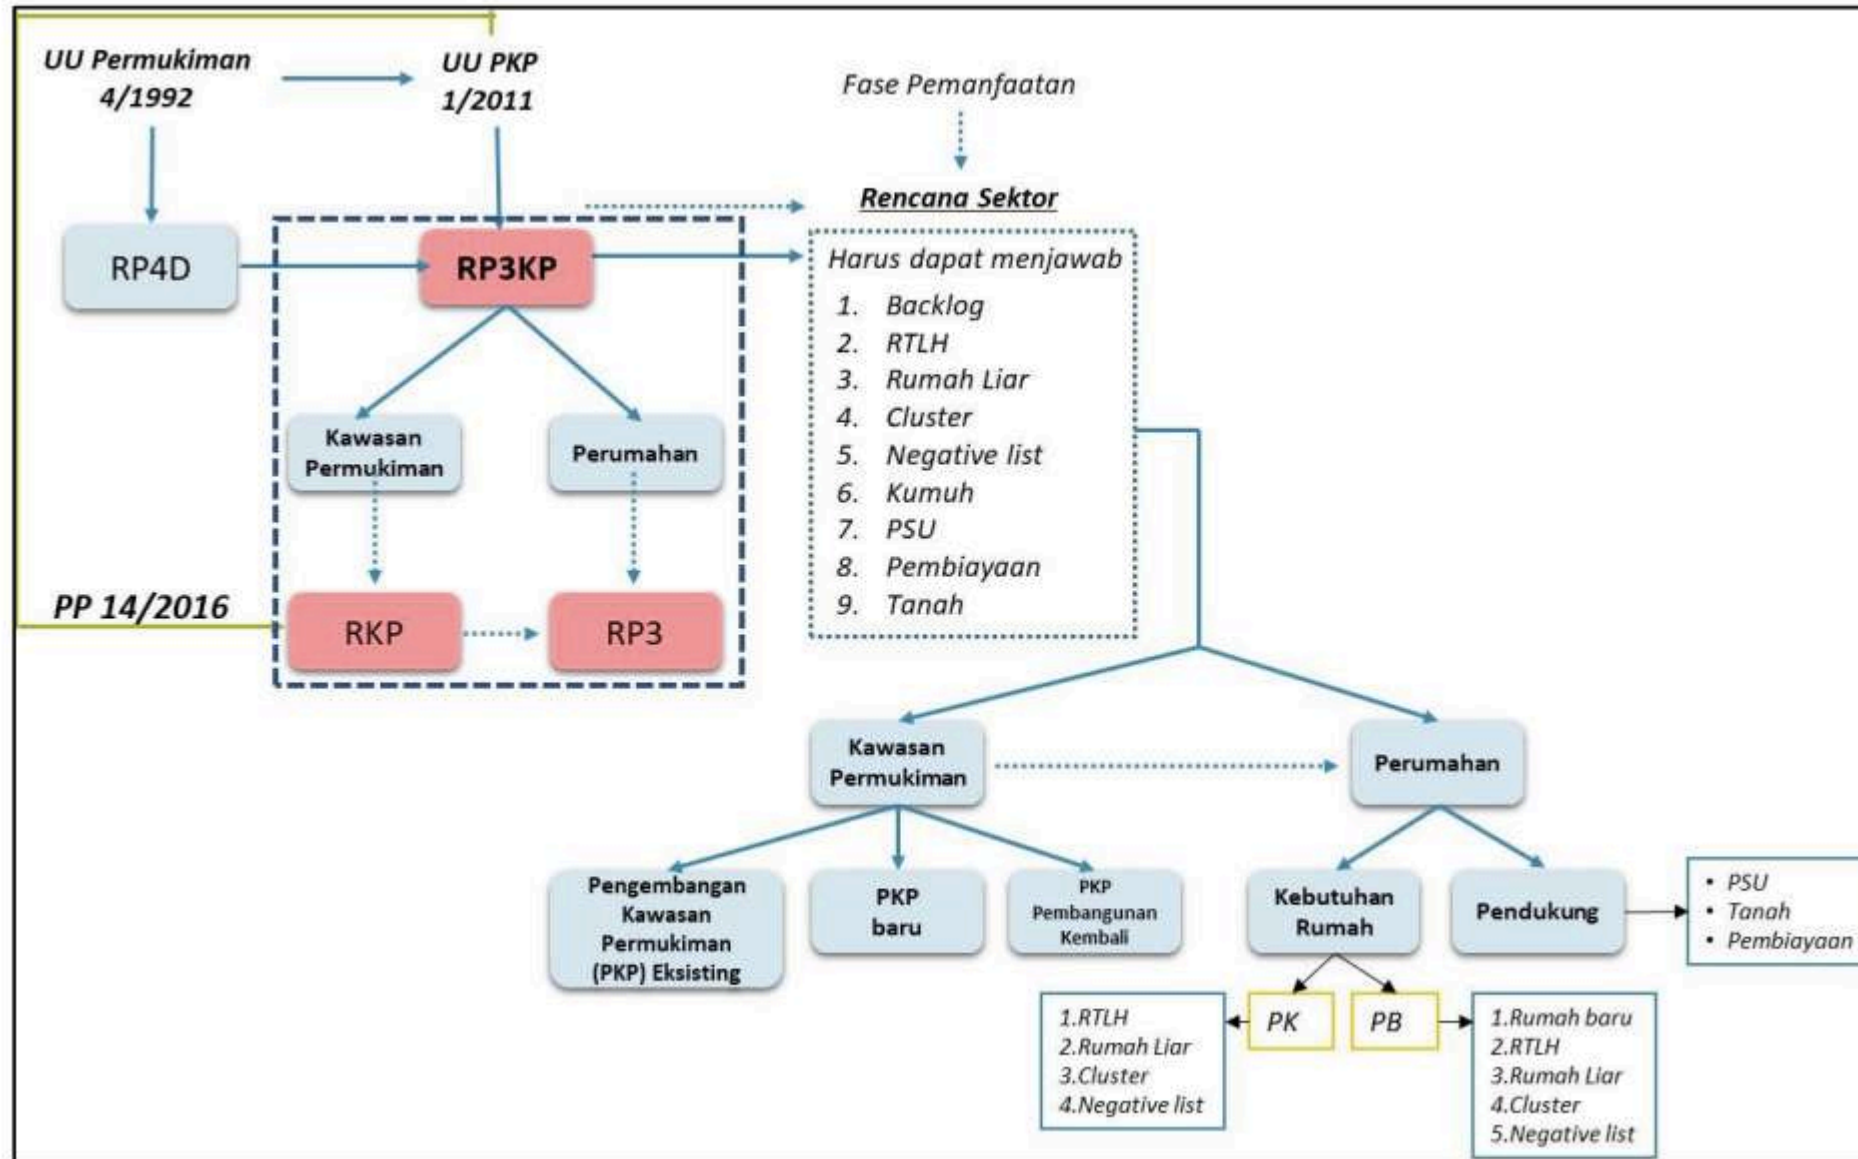 UU Permukiman
4/1992
UU PKP
1/2011
Fase Pemanfaatan
Rencana Sektor
RP4D
RP3KP
Harus dapat menjawab
1. Backlog
2. RTLH
3. Rumah Liar
4. Cluster
5. Negative list
6. Kumuh
7. PSU
8. Pembiayaan
9. Tanah
Kawasan
Permukiman
Perumahan
PP 14/2016
RKP
RP3
Kawasan
Permukiman
Perumahan
Pengembangan
Kawasan
Permukiman
(PKP) Eksisting
PKP
baru
PKP
Pembangunan
Kembali
Kebutuhan
Rumah
Pendukung
• PSU
• Tanah
• Pembiayaan
PK
PB
1.RTLH
2.Rumah Liar
3.Cluster
4.Negative list
1.Rumah baru
2.RTLH
3.Rumah Liar
4.Cluster
5.Negative list